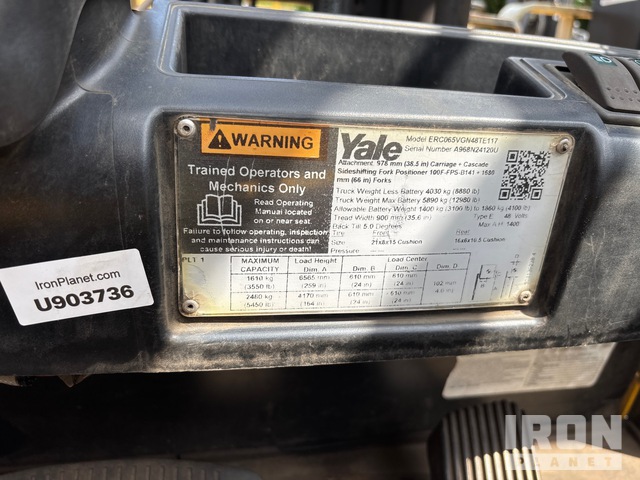 WARNING
Trained Operators and
Mechanics Only
Read Operating
Manual located
on or near seat.
Failure to follow operating, inspection
and maintenance instructions can
cause serious injury or death.
Yale
Model ERC065VGN48TE117
Serial Number A968N24120U
Attachment, 978 mm (38.5 in) Carriage + Cascade
Sideshifting Fork Positioner 100F-FPS-B141 + 1680
mm (66 in) Forks
Truck Weight Less Battery 4030 kg (8880 lb)
Truck Weight Max Battery 5890 kg (12980 lb)
Allowable Battery Weight 1400 kg (3100 lb) to 1860 kg (4100 lb)
Tread Width 900 mm (35.6 in) Type E 48 Volts
Back Tilt 5.0 Degrees Max A H 1400
Tire Front
Size: 21x8x15 Cushion 16x6x10.5 Cushion
Pressure
PLT 1 MAXIMUM CAPACITY Load Height Dim. A Load Center Dim. B Dim. C Dim. D
1610 kg 6565 mm 610 mm 610 mm
(3550 lb) (259 in) (24 in) (24 in) 102 mm
2480 kg 4170 mm 610 mm 610 mm
(5450 lb) (164 in) (24 in) (24 in)
IronPlanet.com
U903736
IRON
PLANET